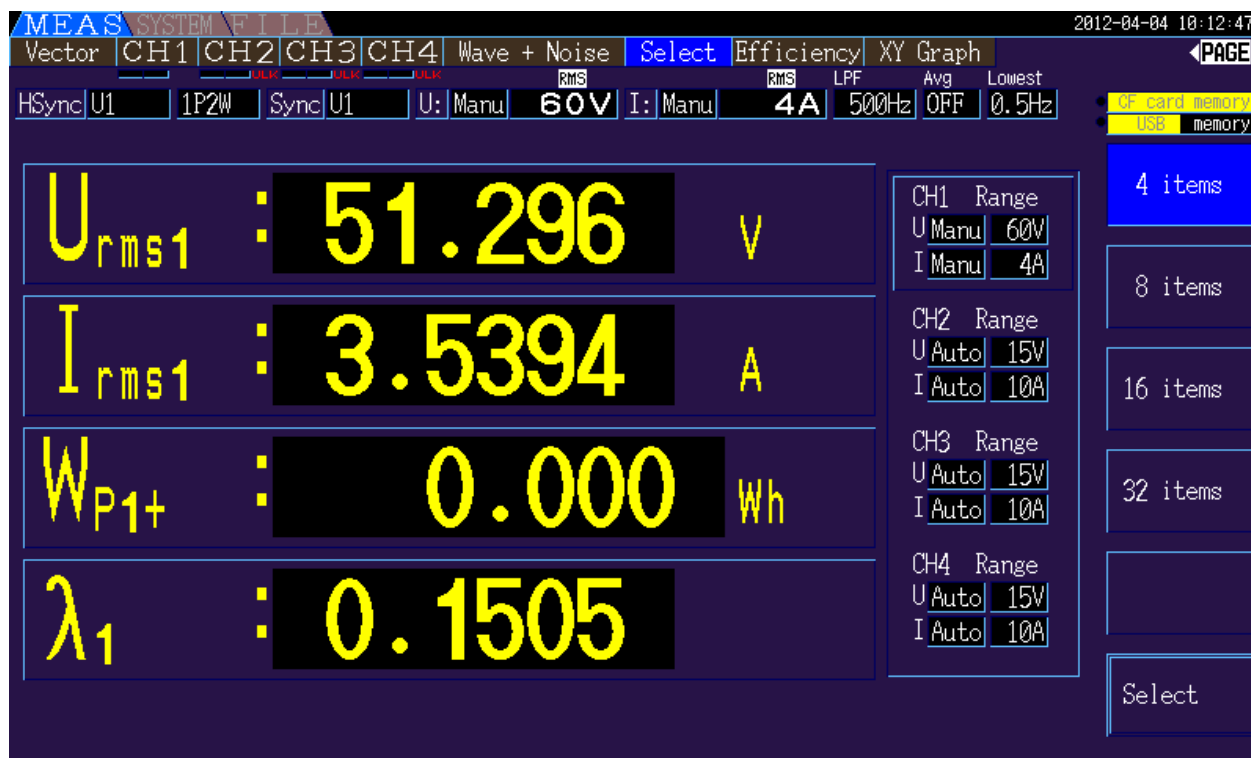 MEAS SYSTEM FILE 2012-04-04 10:12:47
Vector CH1 CH2 CH3 CH4 Wave + Noise Select Efficiency XY Graph PAGE
ULK ULK ULK RMS RMS LPF Avg Lowest
HSync U1 1P2W Sync U1 U: Manu 60V I: Manu 4A 500Hz OFF 0.5Hz
CF card memory
USB memory
Urms1 : 51.296 V
Irms1 : 3.5394 A
WP1+ : 0.000 Wh
λ1 : 0.1505
CH1 Range
U Manu 60V
I Manu 4A
CH2 Range
U Auto 15V
I Auto 10A
CH3 Range
U Auto 15V
I Auto 10A
CH4 Range
U Auto 15V
I Auto 10A
4 items
8 items
16 items
32 items
Select